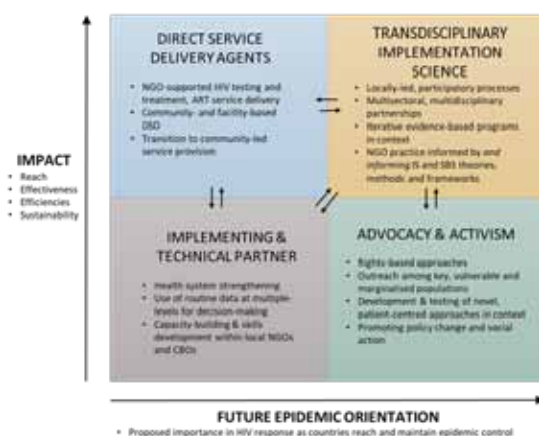 DIRECT SERVICE
DELIVERY AGENTS
• NGO-supported HIV testing and
treatment, ART service delivery
• Community- and facility-based
DSD
• Transition to community-led
service provision
TRANSDISCIPLINARY
IMPLEMENTATION
SCIENCE
• Locally-led, participatory processes
• Multisectoral, multidisciplinary
partnerships
• Iterative evidence-based programs
in context
• NGO practice informed by and
informing IS and SBS theories,
methods and frameworks
IMPACT
• Reach
• Effectiveness
• Efficiencies
• Sustainability
IMPLEMENTING &
TECHNICAL PARTNER
• Health system strengthening
• Use of routine data at multiple-
levels for decision-making
• Capacity building & skills
development within local NGOs
and CBOs
ADVOCACY & ACTIVISM
• Rights-based approaches
• Outreach among key, vulnerable and
marginalised populations
• Development & testing of novel,
patient-centred approaches in context
• Promoting policy change and social
action
FUTURE EPIDEMIC ORIENTATION
• Proposed importance in HIV response as countries reach and maintain epidemic control